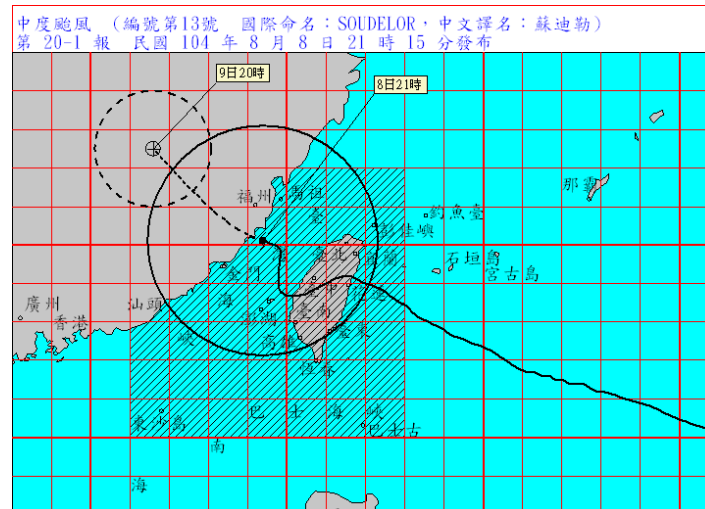 中度颱風 (編號第13號 國際命名：SOUDELOR，中文譯名：蘇迪勒)
第 20-1 報 民國 104 年 8 月 8 日 21 時 15 分發布
9日20時
8日21時
那霸
福州
馬祖
臺
釣魚臺
彭佳嶼
灣
臺北
宜蘭
石垣島
宮古島
金門
海
臺中
花蓮
廣州
香港
汕頭
澎湖
臺南
峽
高雄
臺東
恆春
東沙島
巴士海峽
巴士古
南
海